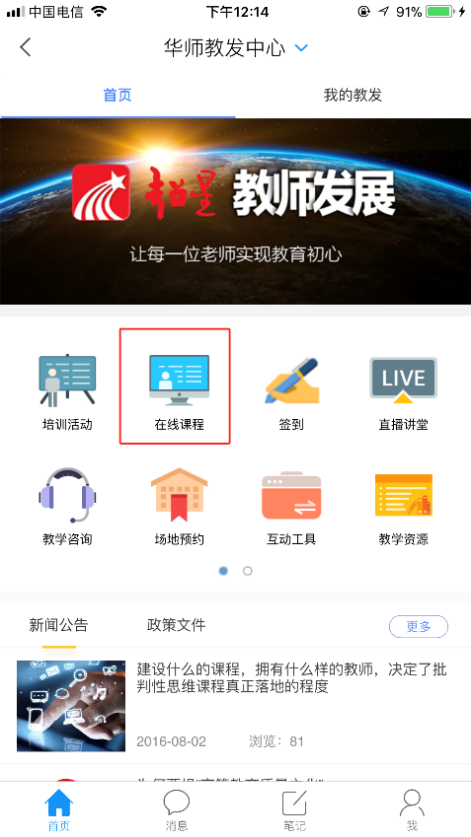 中国电信
下午12:14
91%
华师教发中心
首页
我的教发
超星 教师发展
让每一位老师实现教育初心
培训活动
在线课程
签到
LIVE
直播讲堂
教学咨询
场地预约
互动工具
教学资源
新闻公告
政策文件
更多
建设什么的课程，拥有什么样的教师，决定了批
判性思维课程真正落地的程度
2016-08-02
浏览：81
首页
消息
笔记
我